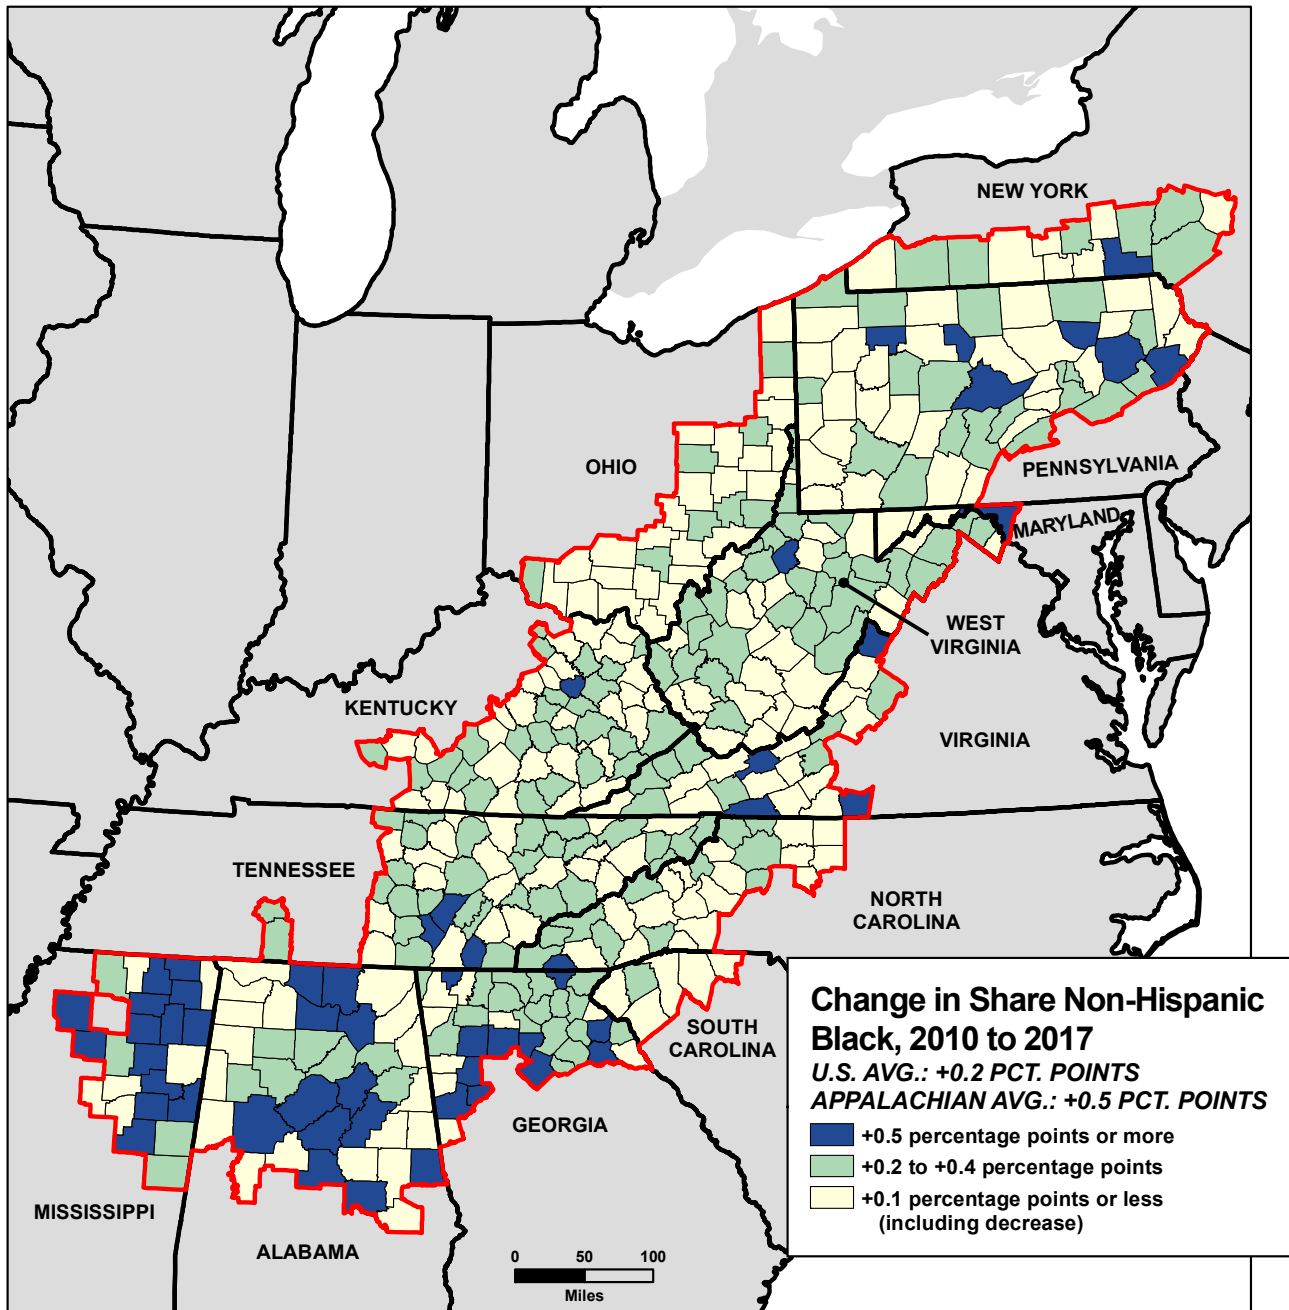 NEW YORK
OHIO
PENNSYLVANIA
MARYLAND
WEST
VIRGINIA
KENTUCKY
VIRGINIA
TENNESSEE
NORTH
CAROLINA
SOUTH
CAROLINA
GEORGIA
MISSISSIPPI
ALABAMA
0 50 100
Miles
Change in Share Non-Hispanic
Black, 2010 to 2017
U.S. AVG.: +0.2 PCT. POINTS
APPALACHIAN AVG.: +0.5 PCT. POINTS
+0.5 percentage points or more
+0.2 to +0.4 percentage points
+0.1 percentage points or less
(including decrease)